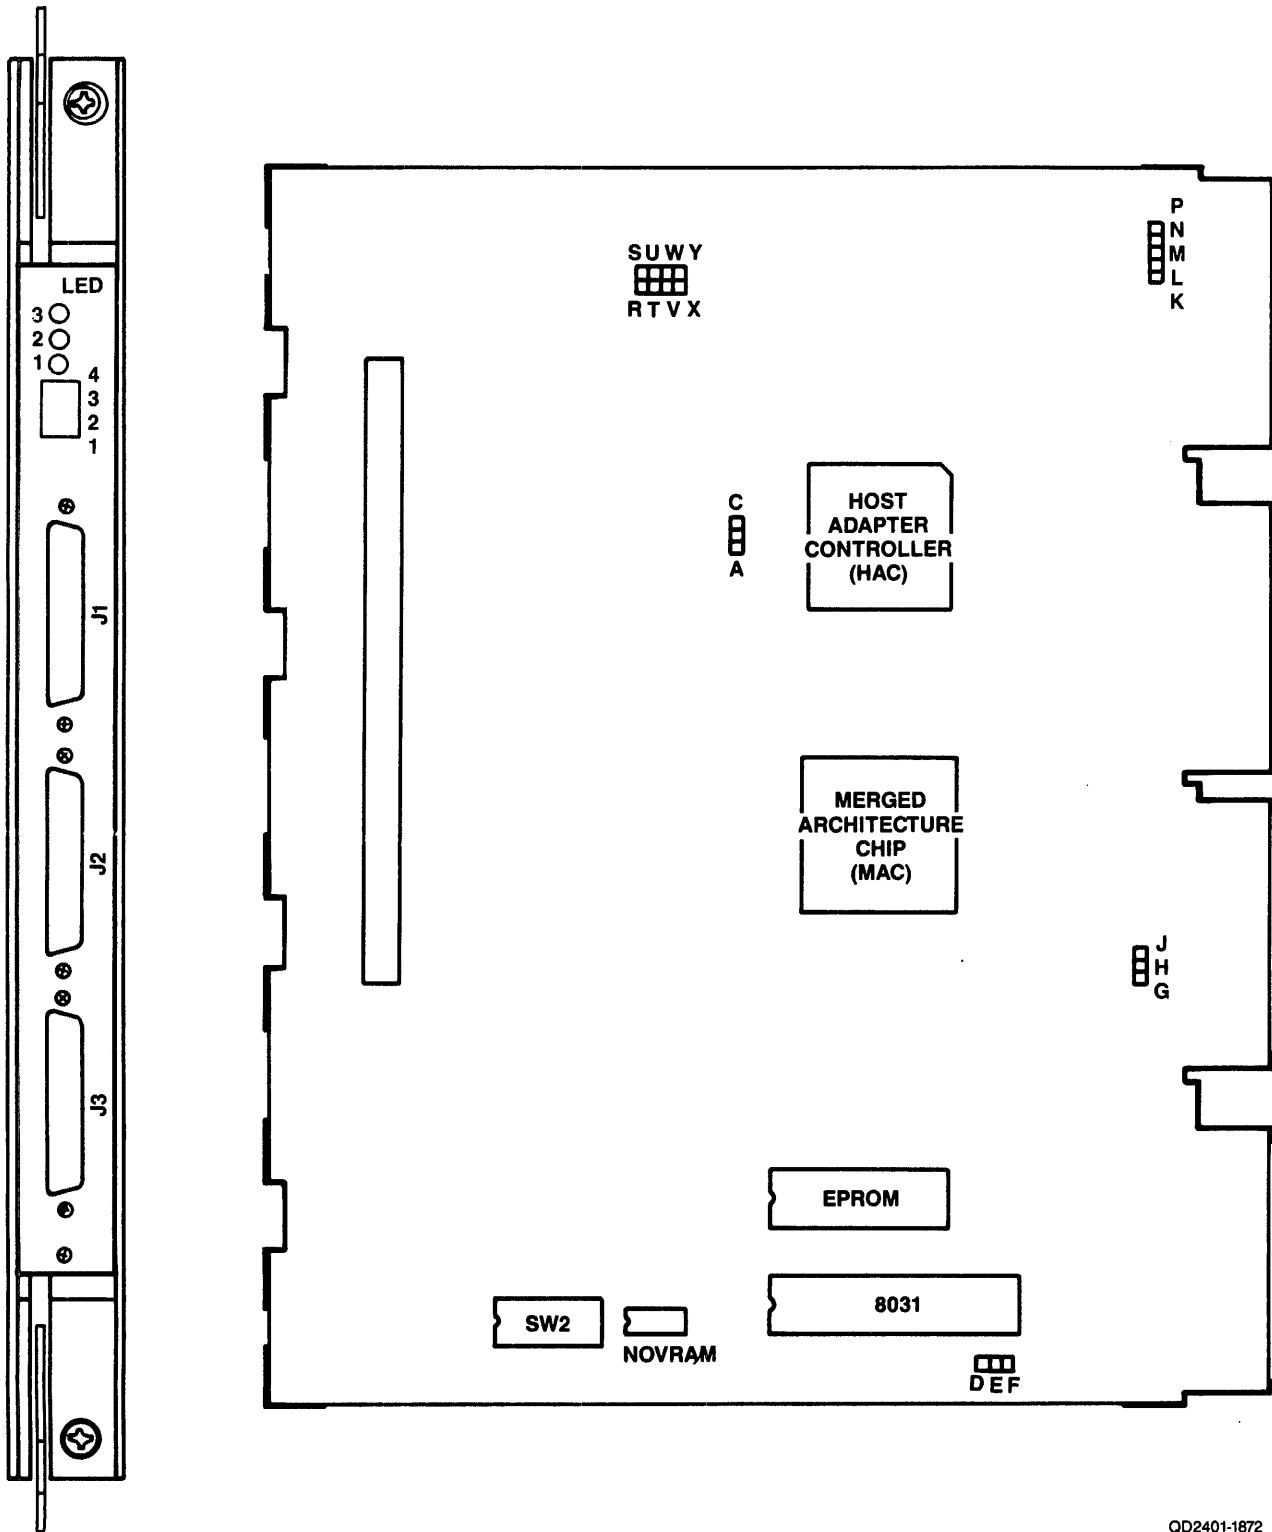 LED
3
2
1
4
3
2
1
J1
J2
J3
S U W Y
R T V X
P
N
M
L
K
C
A
HOST
ADAPTER
CONTROLLER
(HAC)
MERGED
ARCHITECTURE
CHIP
(MAC)
J
H
G
EPROM
8031
SW2
NOVRAM
D E F
QD2401-1872